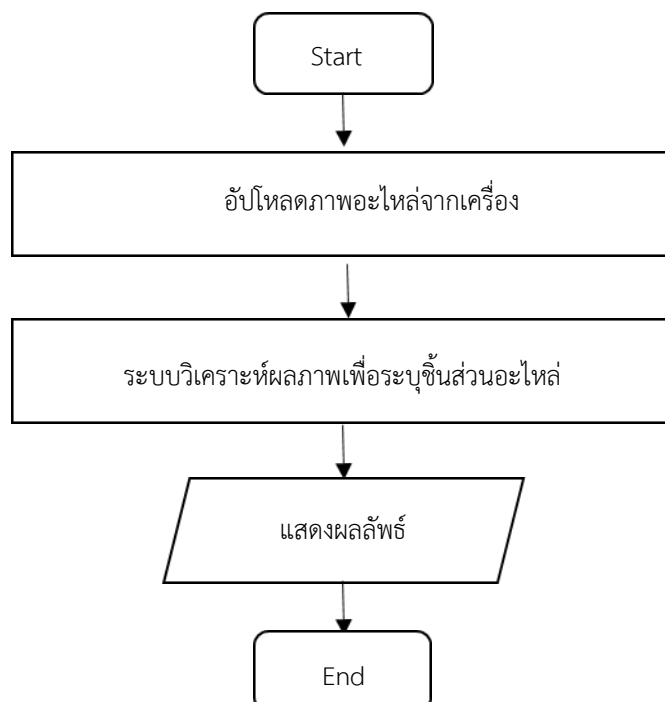 Start
อัปโหลดภาพอะไหล่จากเครื่อง
ระบบวิเคราะห์ผลภาพเพื่อระบุชิ้นส่วนอะไหล่
แสดงผลลัพธ์
End